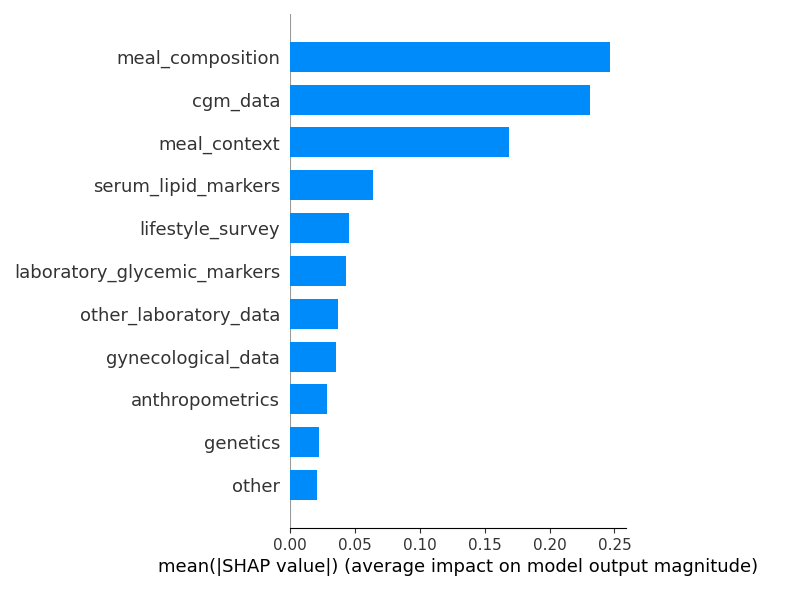 meal_composition
cgm_data
meal_context
serum_lipid_markers
lifestyle_survey
laboratory_glycemic_markers
other_laboratory_data
gynecological_data
anthropometrics
genetics
other
0.00 0.05 0.10 0.15 0.20 0.25
mean(|SHAP value|) (average impact on model output magnitude)